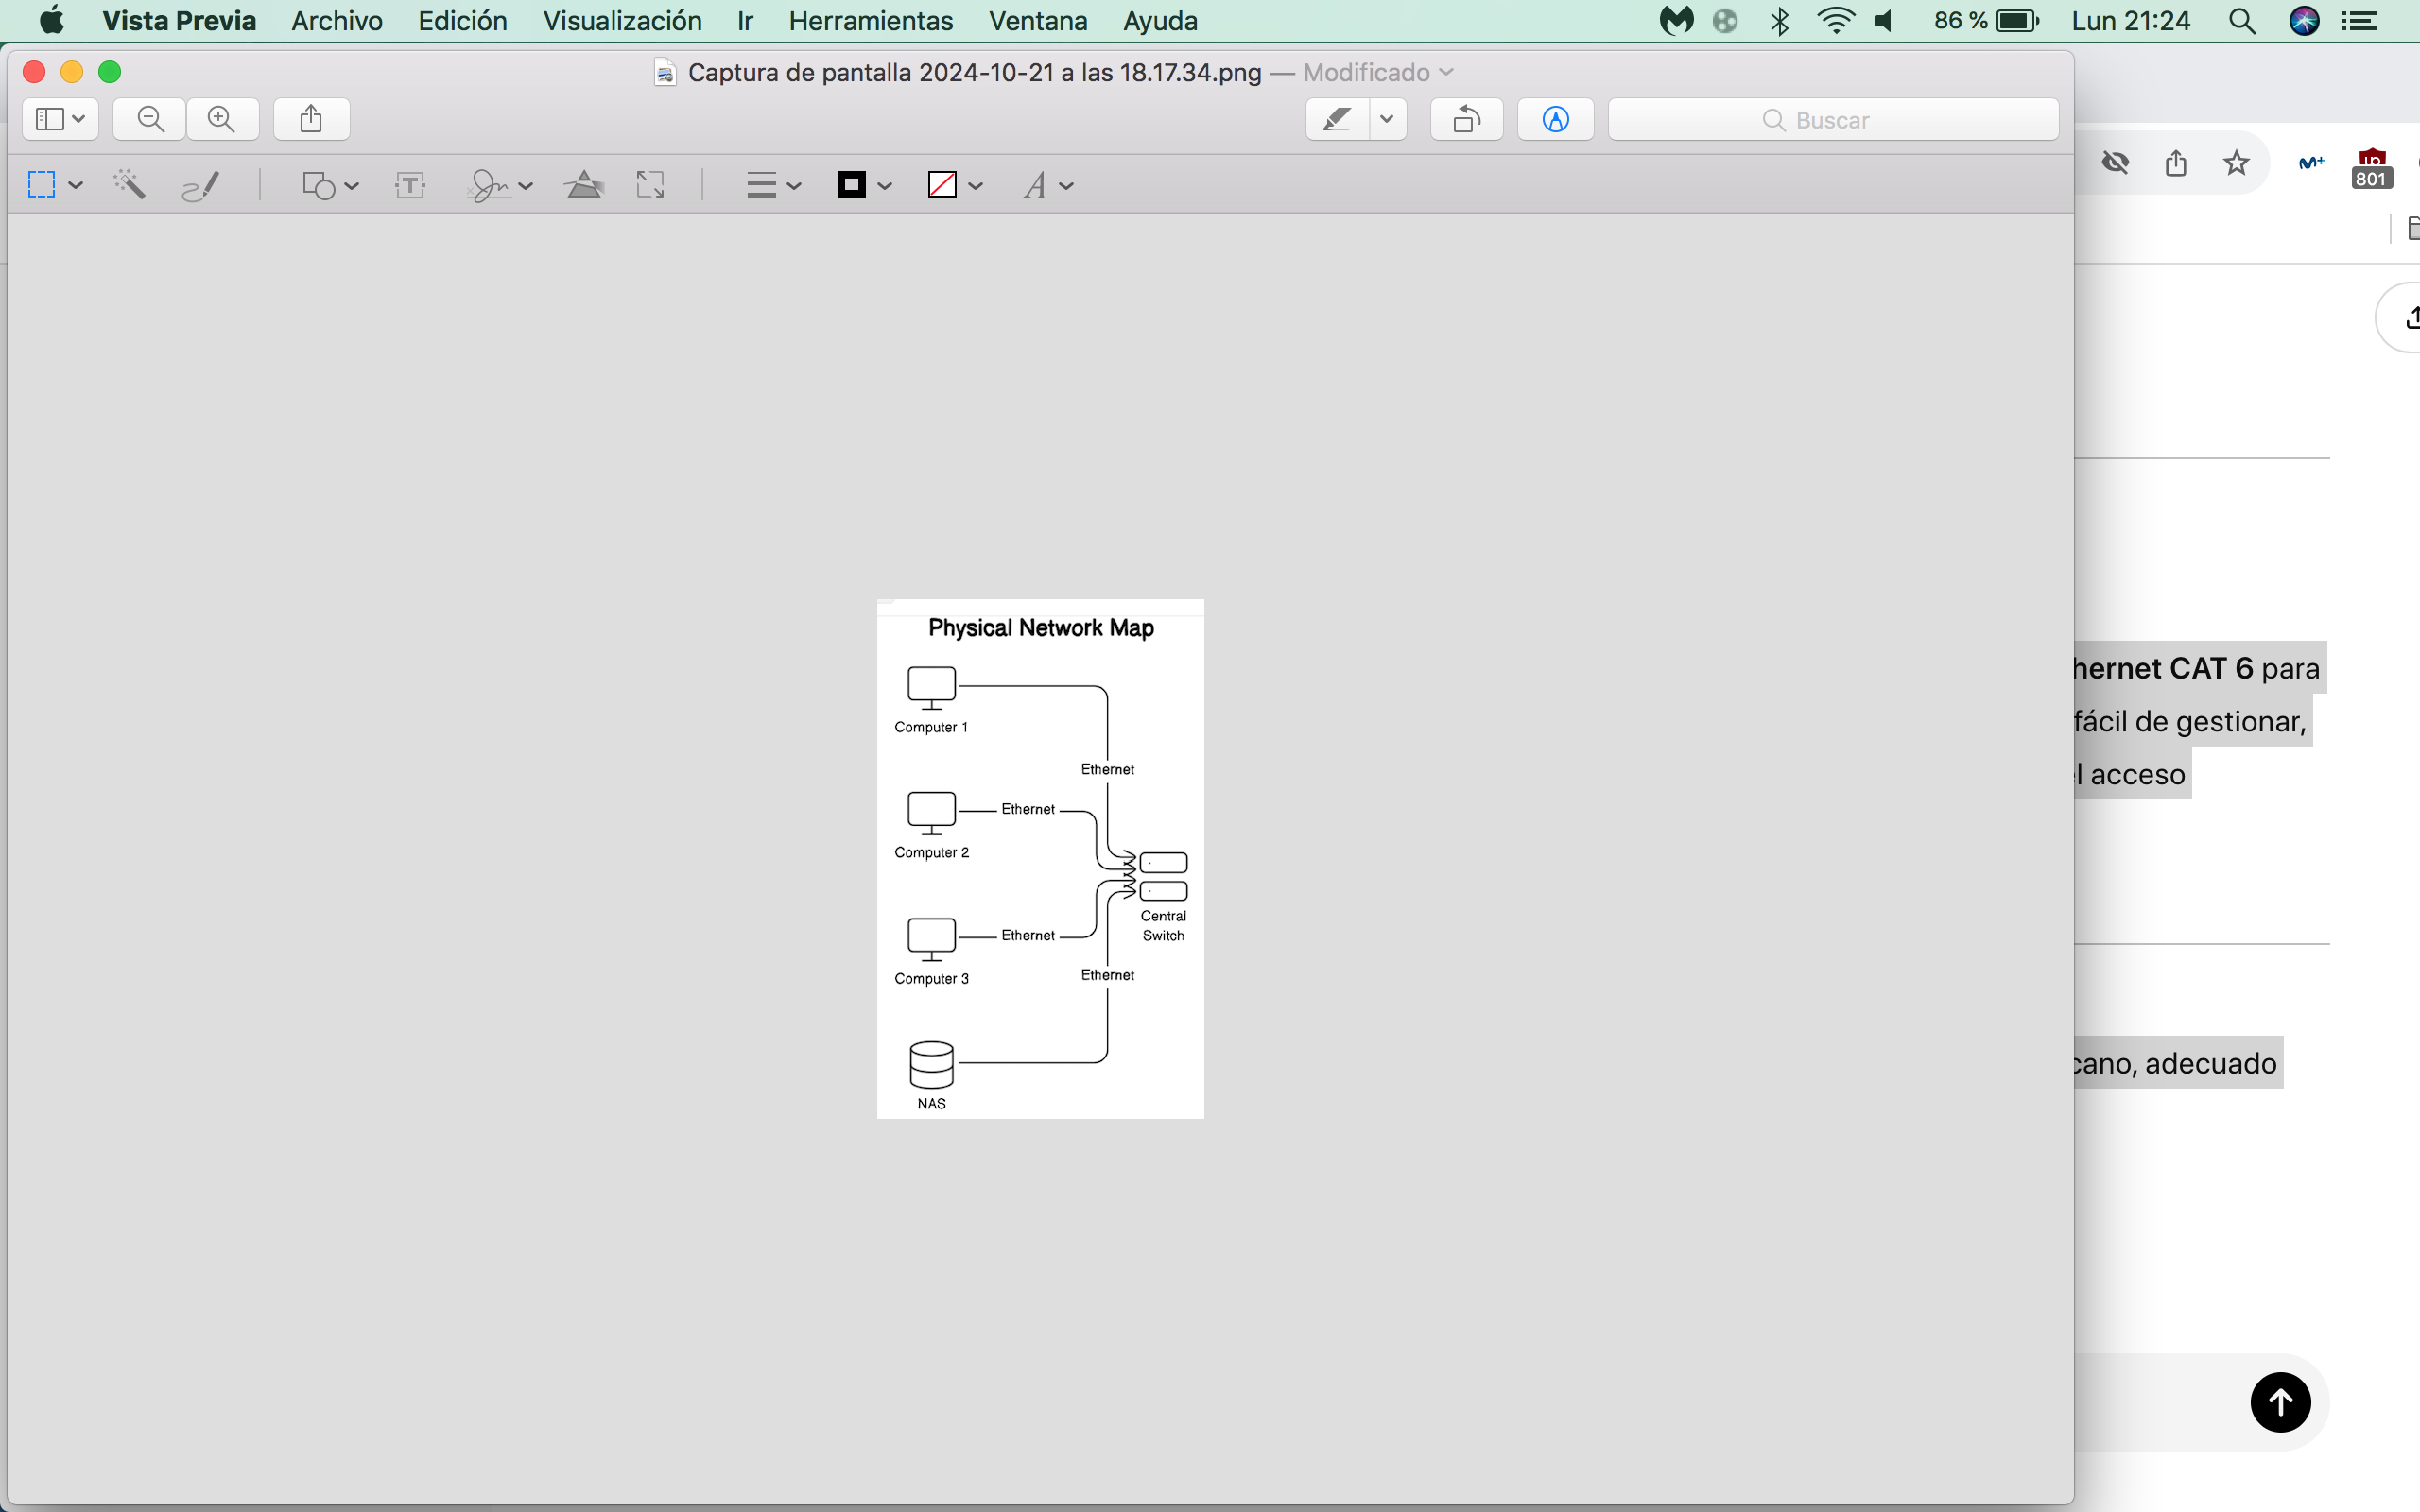 Vista Previa Archivo Edición Visualización Ir Herramientas Ventana Ayuda 86 % Lun 21:24
Captura de pantalla 2024-10-21 a las 18.17.34.png — Modificado
Buscar
801
Physical Network Map
Computer 1
Ethernet
Ethernet
Computer 2
Central
Switch
Ethernet
Computer 3
Ethernet
NAS
hernet CAT 6 para
fácil de gestionar,
l acceso
cano, adecuado